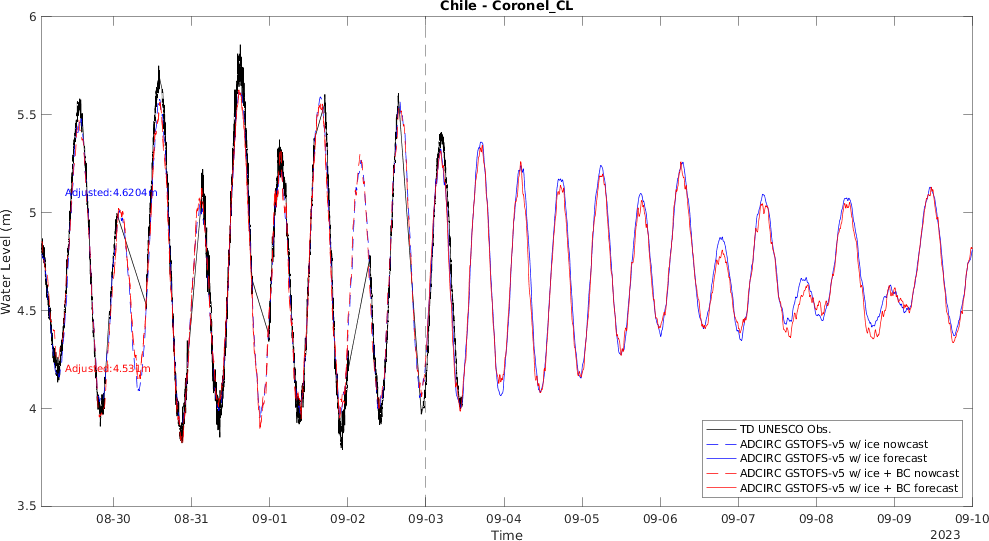 Chile - Coronel_CL
6
5.5
5
4.5
4
3.5
Water Level (m)
Adjusted:4.6204m
Adjusted:4.531m
TD UNESCO Obs.
ADCIRC GSTOFS-v5 w/ ice nowcast
ADCIRC GSTOFS-v5 w/ ice forecast
ADCIRC GSTOFS-v5 w/ ice + BC nowcast
ADCIRC GSTOFS-v5 w/ ice + BC forecast
08-30 08-31 09-01 09-02 09-03 09-04 09-05 09-06 09-07 09-08 09-09 09-10
Time
2023